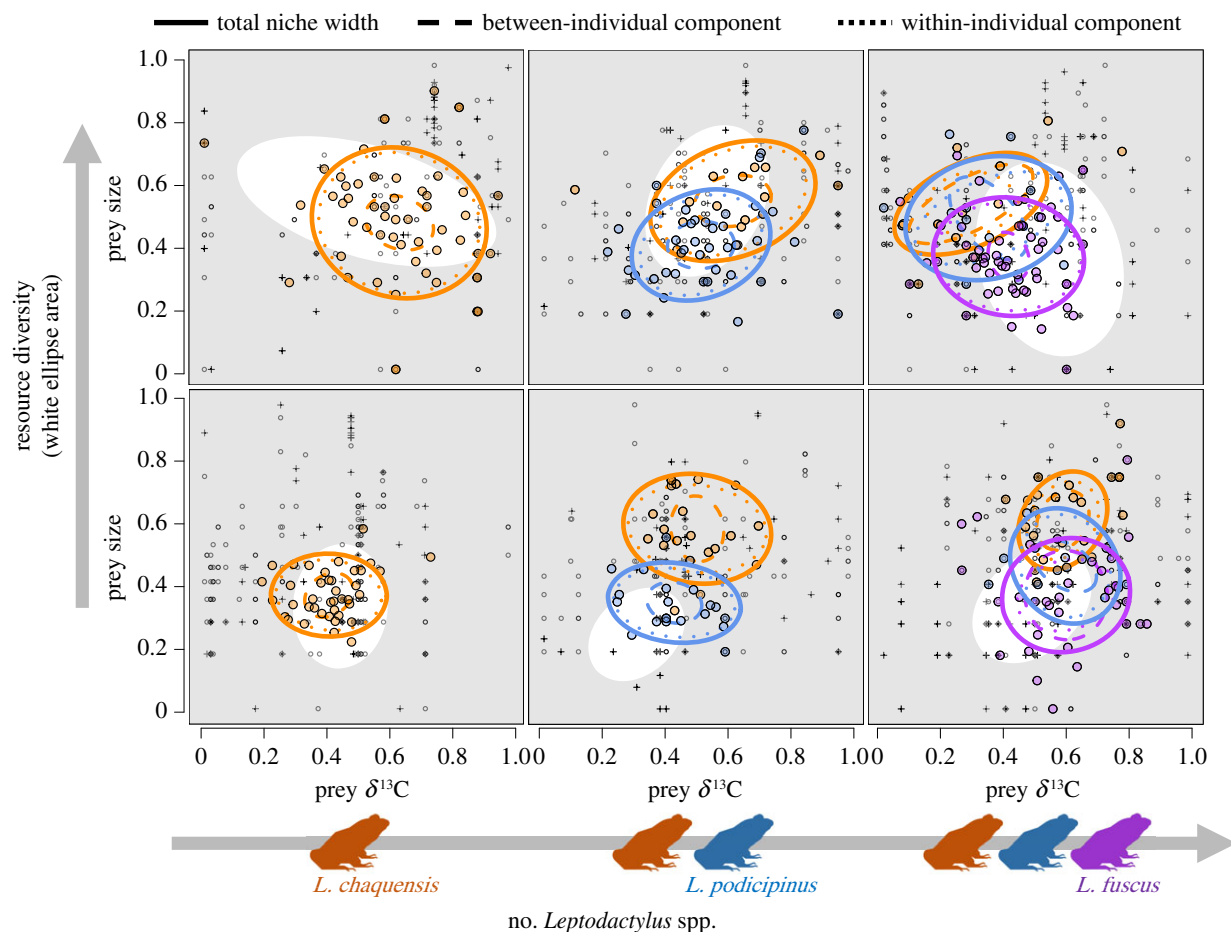 total niche width between-individual component within-individual component
resource diversity
(white ellipse area)
prey size
1.0
0.8
0.6
0.4
0.2
0
prey size
1.0
0.8
0.6
0.4
0.2
0
0 0.2 0.4 0.6 0.8 1.0 0 0.2 0.4 0.6 0.8 1.0 0 0.2 0.4 0.6 0.8 1.0
prey δ¹³C prey δ¹³C prey δ¹³C
L. chaquensis L. podicipinus L. fuscus
no. Leptodactylus spp.